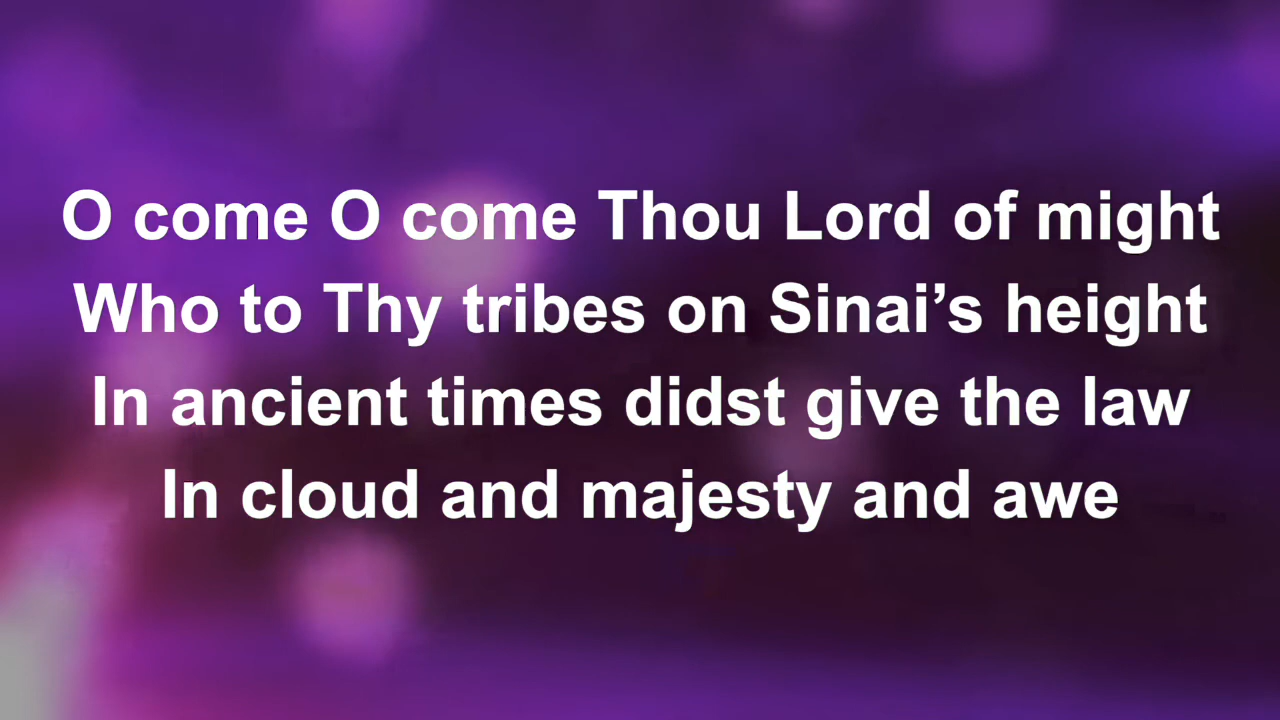 O come O come Thou Lord of might
Who to Thy tribes on Sinai’s height
In ancient times didst give the law
In cloud and majesty and awe